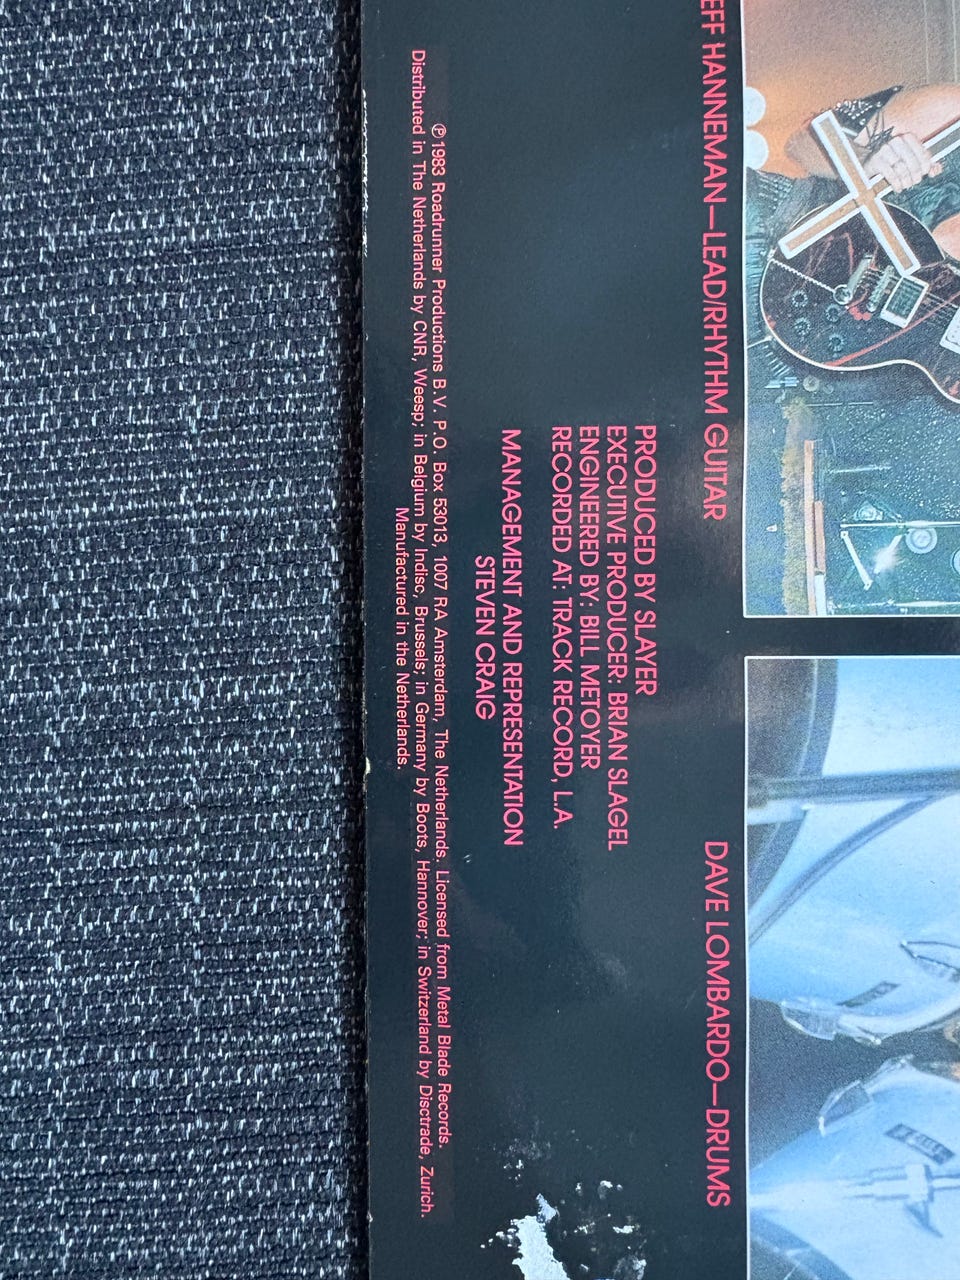 EFF HANNEMAN—LEAD/RHYTHM GUITAR
DAVE LOMBARDO—DRUMS
PRODUCED BY SLAYER
EXECUTIVE PRODUCER: BRIAN SLAGEL
ENGINEERED BY: BILL METOYER
RECORDED AT: TRACK RECORD, L.A.
MANAGEMENT AND REPRESENTATION
STEVEN CRAIG
℗1983 Roadrunner Productions B.V. P.O. Box 53013, 1007 RA Amsterdam, The Netherlands. Licensed from Metal Blade Records.
Distributed in The Netherlands by CNR, Weesp; in Belgium by Indisc, Brussels; in Germany by Boots, Hannover; in Switzerland by Disctrade, Zurich.
Manufactured in the Netherlands.